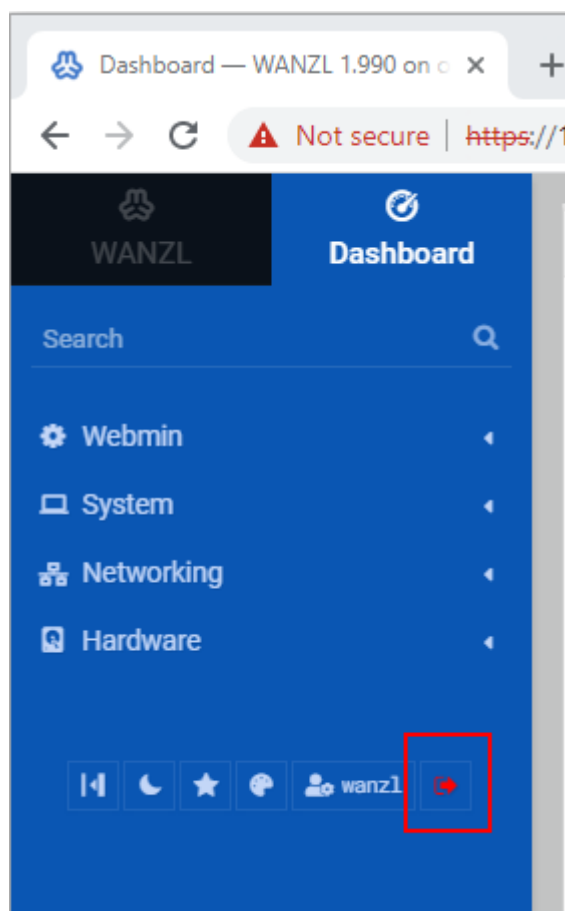 Dashboard — WANZL 1.990 on
Not secure | https://1
WANZL
Dashboard
Search
Webmin
System
Networking
Hardware
wanzl